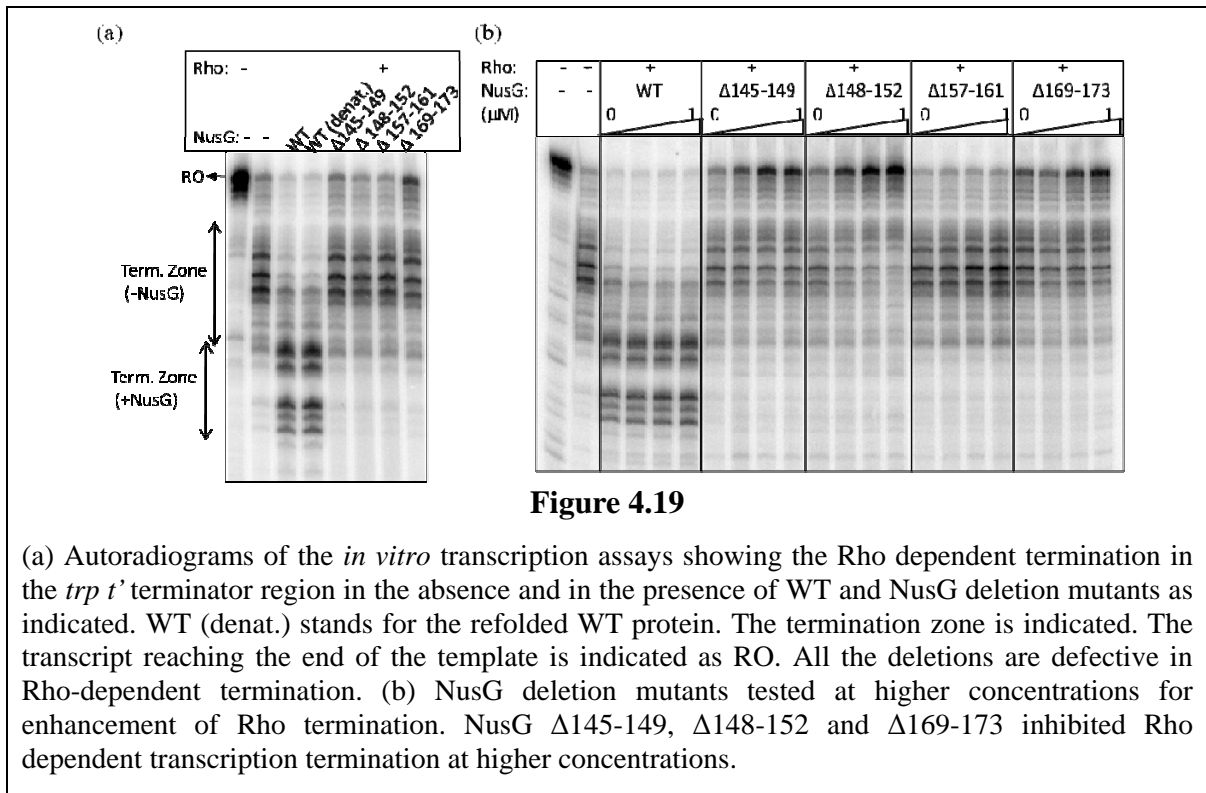 (a)
Rho: - +
NusG: - - WT WT (denat.) Δ145-149 Δ 148-152 Δ 157-161 Δ 169-173
RO
Term. Zone
(-NusG)
Term. Zone
(+NusG)
(b)
Rho: - - + + + + +
NusG: - - WT Δ145-149 Δ148-152 Δ157-161 Δ169-173
(μM) 0 1 0 1 0 1 0 1 0 1
Figure 4.19
(a) Autoradiograms of the in vitro transcription assays showing the Rho dependent termination in
the trp t’ terminator region in the absence and in the presence of WT and NusG deletion mutants as
indicated. WT (denat.) stands for the refolded WT protein. The termination zone is indicated. The
transcript reaching the end of the template is indicated as RO. All the deletions are defective in
Rho-dependent termination. (b) NusG deletion mutants tested at higher concentrations for
enhancement of Rho termination. NusG Δ145-149, Δ148-152 and Δ169-173 inhibited Rho
dependent transcription termination at higher concentrations.